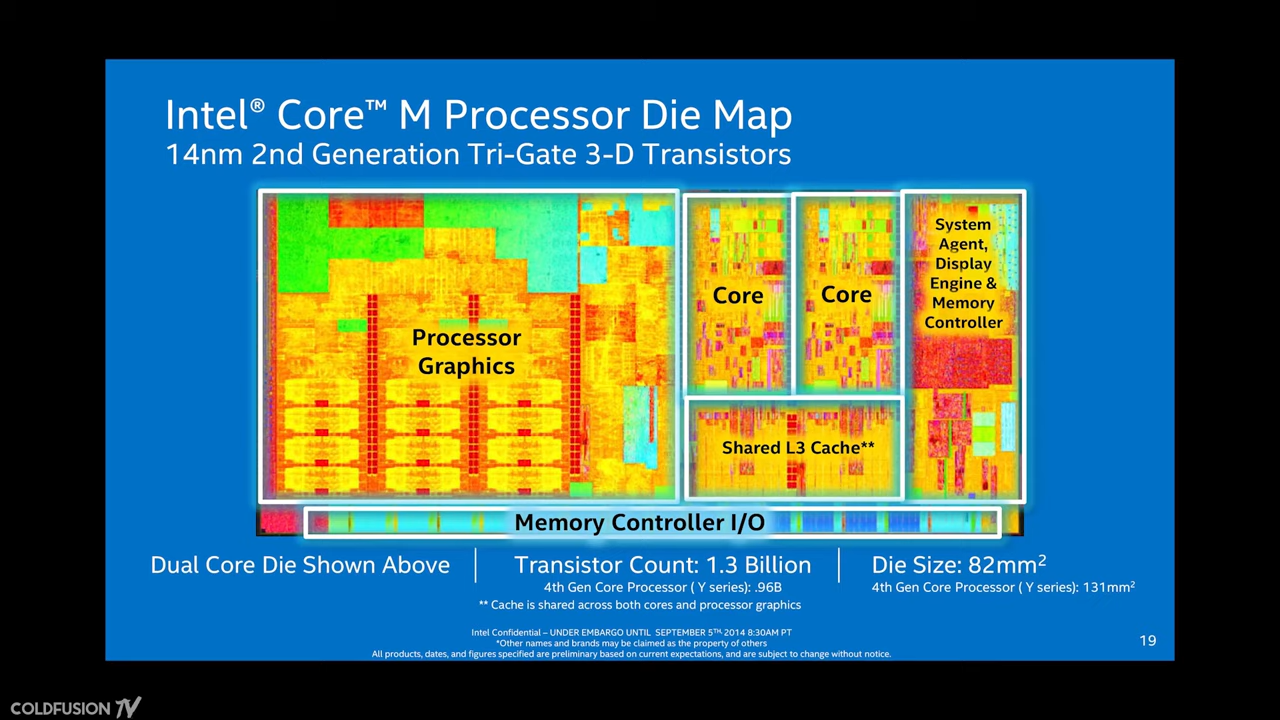 Intel® Core™ M Processor Die Map
14nm 2nd Generation Tri-Gate 3-D Transistors
Processor
Graphics
Core
Core
System
Agent,
Display
Engine &
Memory
Controller
Shared L3 Cache**
Memory Controller I/O
Dual Core Die Shown Above
Transistor Count: 1.3 Billion
4th Gen Core Processor ( Y series): .96B
Die Size: 82mm²
4th Gen Core Processor ( Y series): 131mm²
** Cache is shared across both cores and processor graphics
Intel Confidential – UNDER EMBARGO UNTIL SEPTEMBER 5TH, 2014 8:30AM PT
*Other names and brands may be claimed as the property of others
All products, dates, and figures specified are preliminary based on current expectations, and are subject to change without notice.
19
COLDFUSION TV